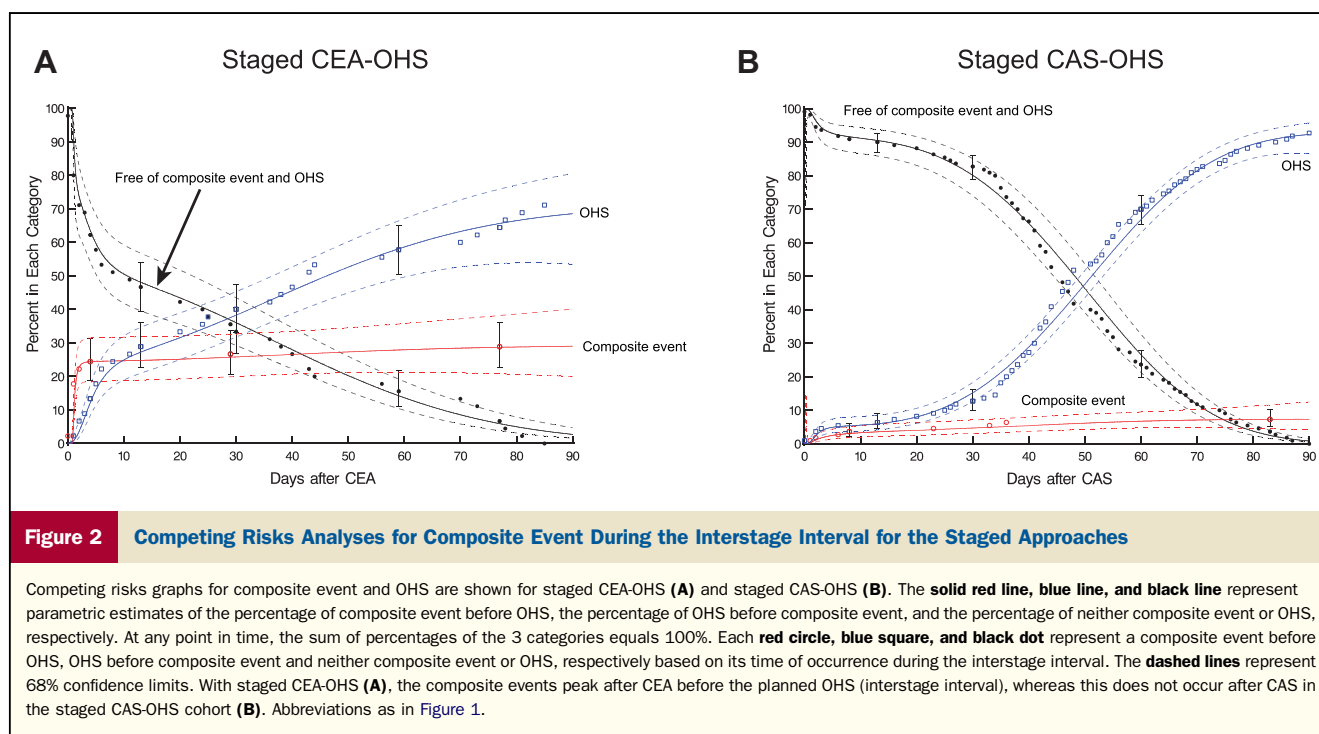 A
Staged CEA-OHS
100
90
80
70
60
50
40
30
20
10
0
Percent in Each Category
Free of composite event and OHS
OHS
Composite event
0 10 20 30 40 50 60 70 80 90
Days after CEA
B
Staged CAS-OHS
100
90
80
70
60
50
40
30
20
10
0
Percent in Each Category
Free of composite event and OHS
OHS
Composite event
0 10 20 30 40 50 60 70 80 90
Days after CAS
Figure 2 Competing Risks Analyses for Composite Event During the Interstage Interval for the Staged Approaches
Competing risks graphs for composite event and OHS are shown for staged CEA-OHS (A) and staged CAS-OHS (B). The solid red line, blue line, and black line represent
parametric estimates of the percentage of composite event before OHS, the percentage of OHS before composite event, and the percentage of neither composite event or OHS,
respectively. At any point in time, the sum of percentages of the 3 categories equals 100%. Each red circle, blue square, and black dot represent a composite event before
OHS, OHS before composite event and neither composite event or OHS, respectively based on its time of occurrence during the interstage interval. The dashed lines represent
68% confidence limits. With staged CEA-OHS (A), the composite events peak after CEA before the planned OHS (interstage interval), whereas this does not occur after CAS in
the staged CAS-OHS cohort (B). Abbreviations as in Figure 1.